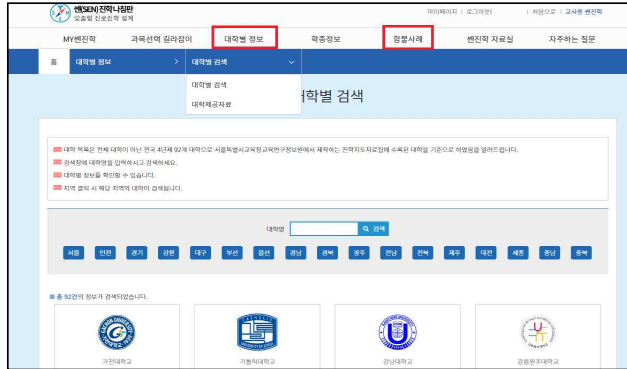 쎈(SEN)진학나침판
맞춤형 진로진학 설계
마이페이지 | 로그아웃( | 처음으로 | 교사용 쎈진학
MY쎈진학 과목선택 길라잡이 대학별 정보 학종정보 합불사례 쎈진학 자료실 자주하는 질문
홈 대학별 정보 > 대학별 검색
대학별 검색
대학제공자료
대학별 검색
대학 목록은 전체 대학이 아닌 전국 4년제 92개 대학으로 서울특별시교육청교육연구정보원에서 제작하는 진학지도자료집에 수록된 대학을 기준으로 하였음을 알려드립니다.
검색창에 대학명을 입력하시고 검색하세요.
대학별 정보를 확인할 수 있습니다.
지역 클릭 시 해당 지역의 대학이 검색됩니다.
대학명 검색
서울 인천 경기 강원 대구 부산 울산 경남 경북 광주 전남 전북 제주 대전 세종 충남 충북
총 92건의 정보가 검색되었습니다.
가천대학교 가톨릭대학교 강남대학교 강릉원주대학교